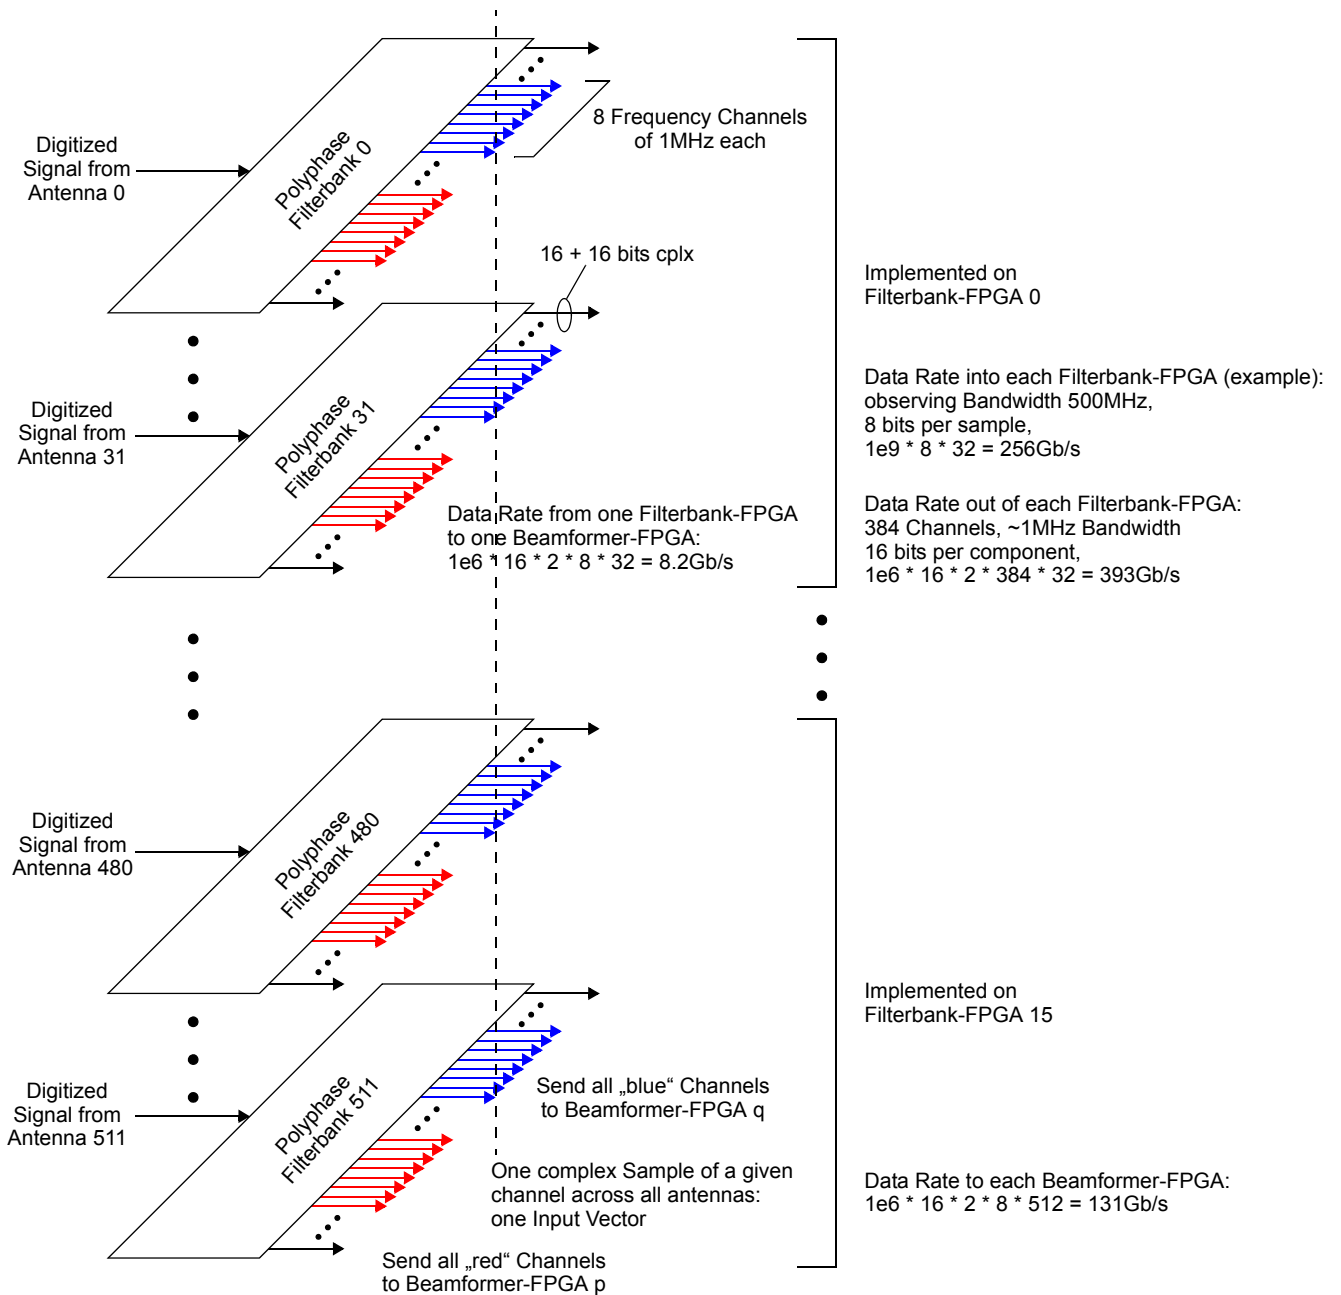 8 Frequency Channels
of 1MHz each
Digitized
Signal from
Antenna 0
Polyphase
Filterbank 0
16 + 16 bits cplx
Implemented on
Filterbank-FPGA 0
Digitized
Signal from
Antenna 31
Polyphase
Filterbank 31
Data Rate into each Filterbank-FPGA (example):
observing Bandwidth 500MHz,
8 bits per sample,
1e9 * 8 * 32 = 256Gb/s
Data Rate from one Filterbank-FPGA
to one Beamformer-FPGA:
1e6 * 16 * 2 * 8 * 32 = 8.2Gb/s
Data Rate out of each Filterbank-FPGA:
384 Channels, ~1MHz Bandwidth
16 bits per component,
1e6 * 16 * 2 * 384 * 32 = 393Gb/s
Digitized
Signal from
Antenna 480
Polyphase
Filterbank 480
Implemented on
Filterbank-FPGA 15
Digitized
Signal from
Antenna 511
Polyphase
Filterbank 511
Send all „blue“ Channels
to Beamformer-FPGA q
One complex Sample of a given
channel across all antennas:
one Input Vector
Data Rate to each Beamformer-FPGA:
1e6 * 16 * 2 * 8 * 512 = 131Gb/s
Send all „red“ Channels
to Beamformer-FPGA p